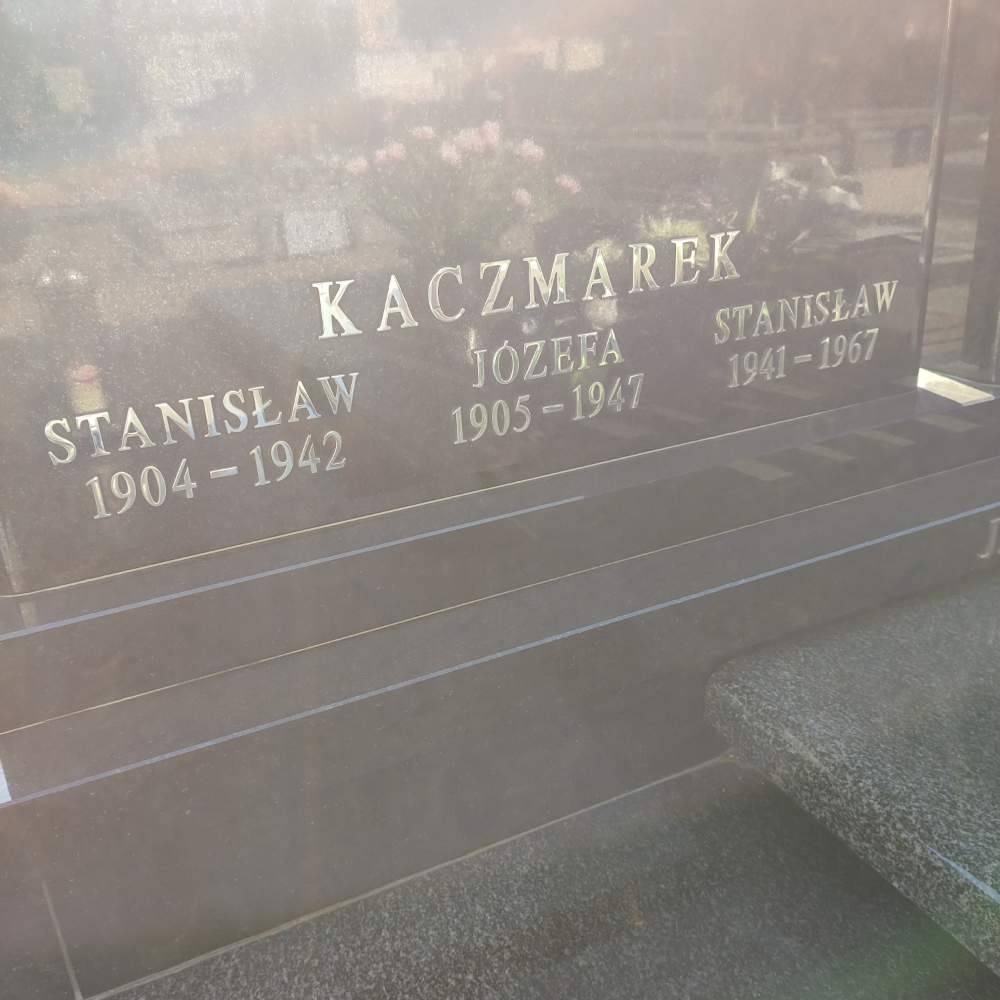 KACZMAREK
STANISŁAW
1904 – 1942
JÓZEFA
1905 – 1947
STANISŁAW
1941 – 1967